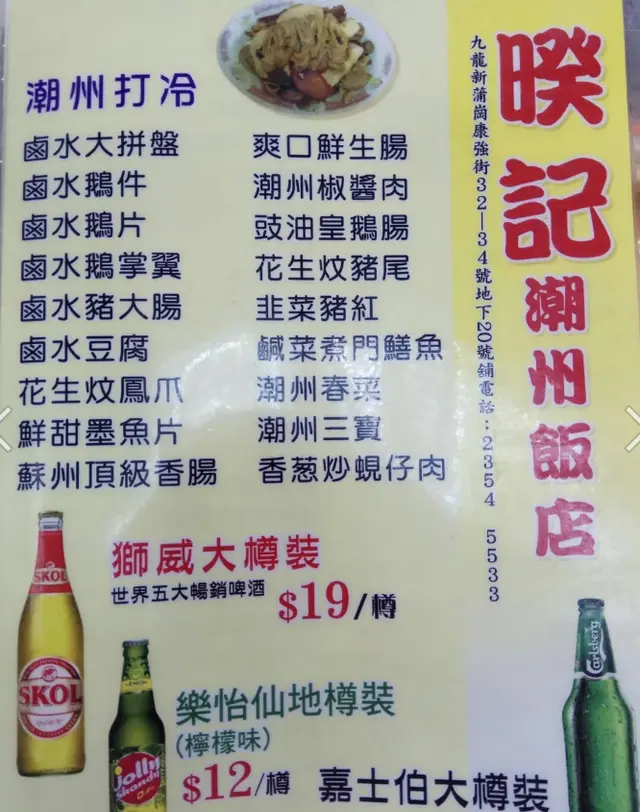 潮州打冷
鹵水大拼盤
鹵水鵝件
鹵水鵝片
鹵水鵝掌翼
鹵水豬大腸
鹵水豆腐
花生炆鳳爪
鮮甜墨魚片
蘇州頂級香腸
爽口鮮生腸
潮州椒醬肉
豉油皇鵝腸
花生炆豬尾
韭菜豬紅
鹹菜煮門鱔魚
潮州春菜
潮州三寶
香葱炒蜆仔肉
暌記潮州飯店
九龍新蒲崗康強街32—34號地下20號舖電話:2354 5533
獅威大樽裝
世界五大暢銷啤酒
$19/樽
SKOL
SKOL
樂怡仙地樽裝
(檸檬味)
$12/樽
LEMON
Jolly
Shandy
嘉士伯大樽裝
Carlsberg